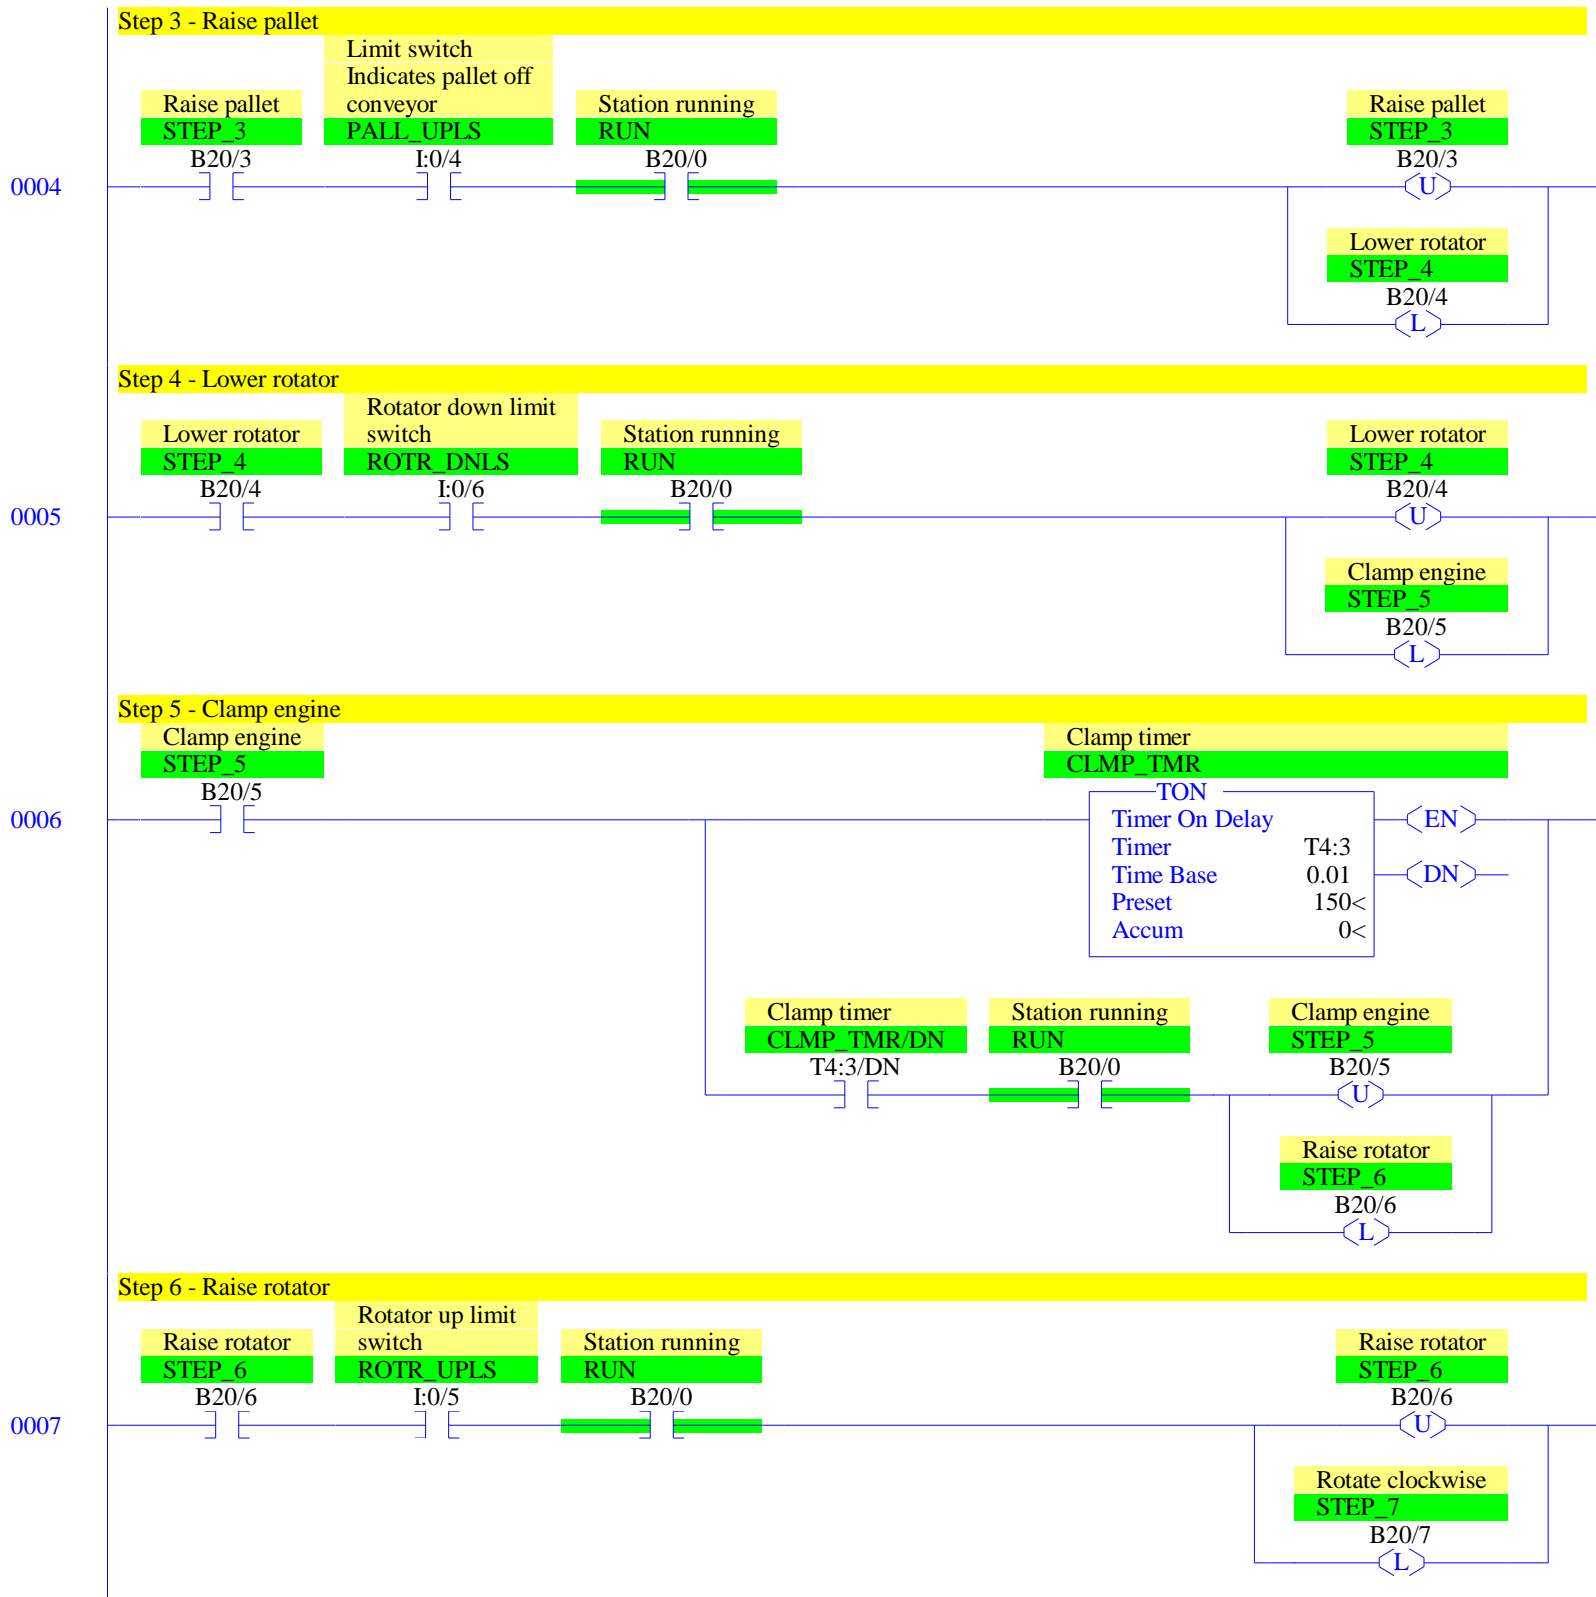 Step 3 - Raise pallet
Limit switch
Indicates pallet off
Raise pallet conveyor Station running Raise pallet
STEP_3 PALL_UPLS RUN STEP_3
B20/3 I:0/4 B20/0 B20/3
0004 U
Lower rotator
STEP_4
B20/4
L
Step 4 - Lower rotator
Rotator down limit
Lower rotator switch Station running Lower rotator
STEP_4 ROTR_DNLS RUN STEP_4
B20/4 I:0/6 B20/0 B20/4
0005 U
Clamp engine
STEP_5
B20/5
L
Step 5 - Clamp engine
Clamp engine Clamp timer
STEP_5 CLMP_TMR
B20/5 TON
0006 Timer On Delay EN
Timer T4:3
Time Base 0.01 DN
Preset 150<
Accum 0<
Clamp timer Station running Clamp engine
CLMP_TMR/DN RUN STEP_5
T4:3/DN B20/0 B20/5
U
Raise rotator
STEP_6
B20/6
L
Step 6 - Raise rotator
Rotator up limit
Raise rotator switch Station running Raise rotator
STEP_6 ROTR_UPLS RUN STEP_6
B20/6 I:0/5 B20/0 B20/6
0007 U
Rotate clockwise
STEP_7
B20/7
L